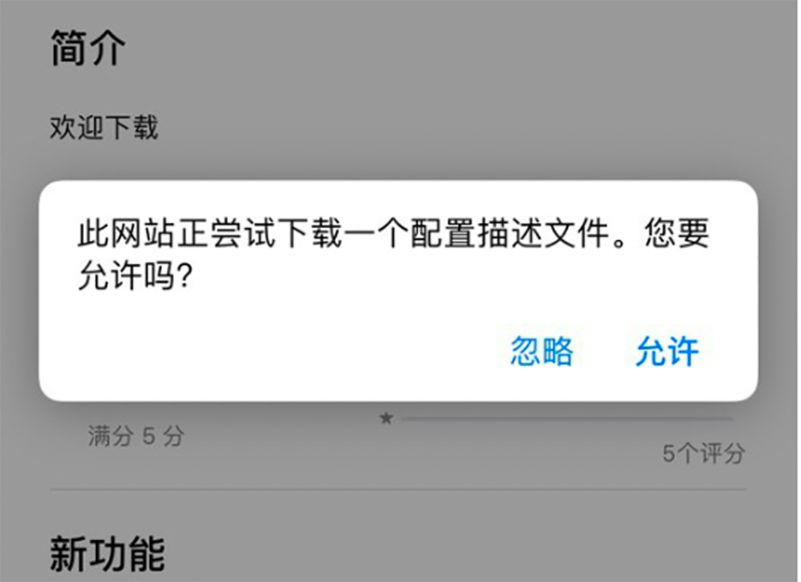 简介
欢迎下载
此网站正尝试下载一个配置描述文件。您要
允许吗?
忽略
允许
满分 5 分
5个评分
新功能